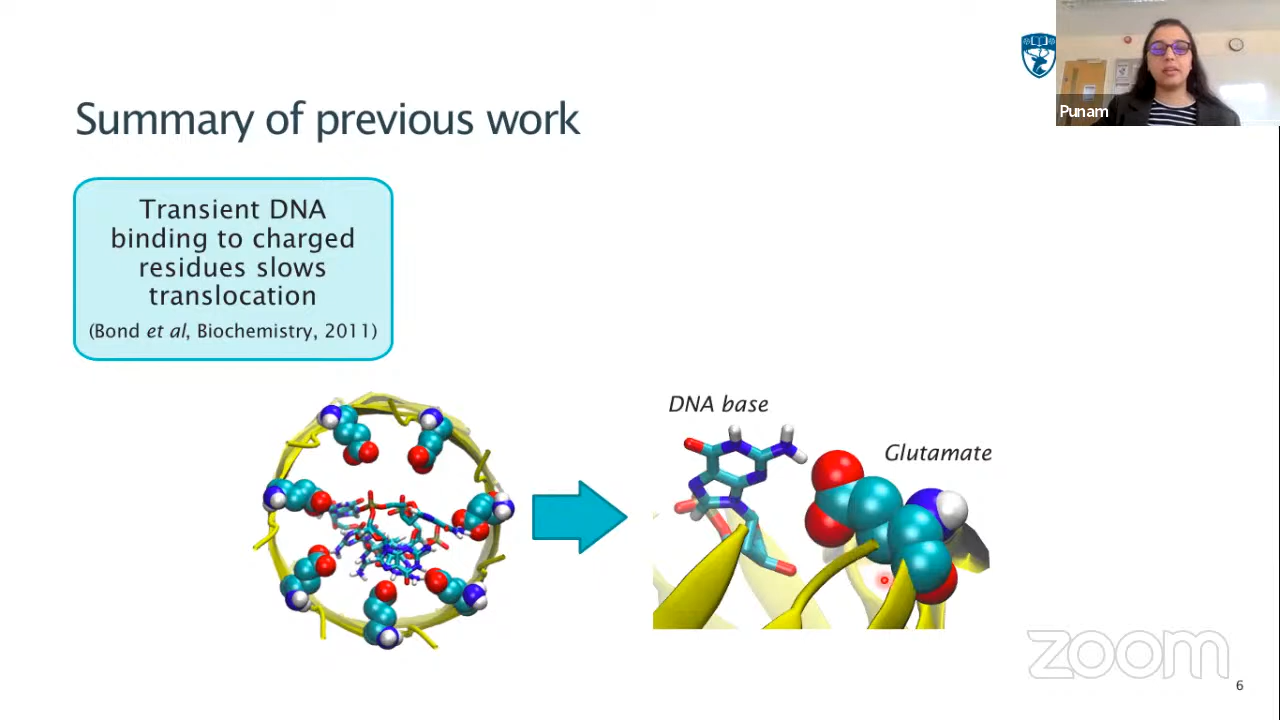 Punam
Summary of previous work
Transient DNA
binding to charged
residues slows
translocation
(Bond et al, Biochemistry, 2011)
DNA base
Glutamate
zoom
6